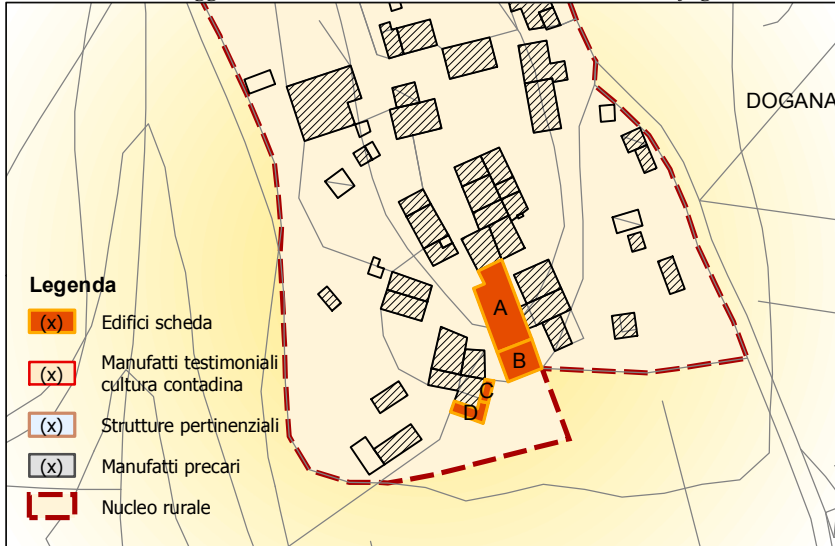 DOGANA
A
B
C
D
Legenda
(x) Edifici scheda
(x) Manufatti testimoniali
cultura contadina
(x) Strutture pertinenziali
(x) Manufatti precari
Nucleo rurale